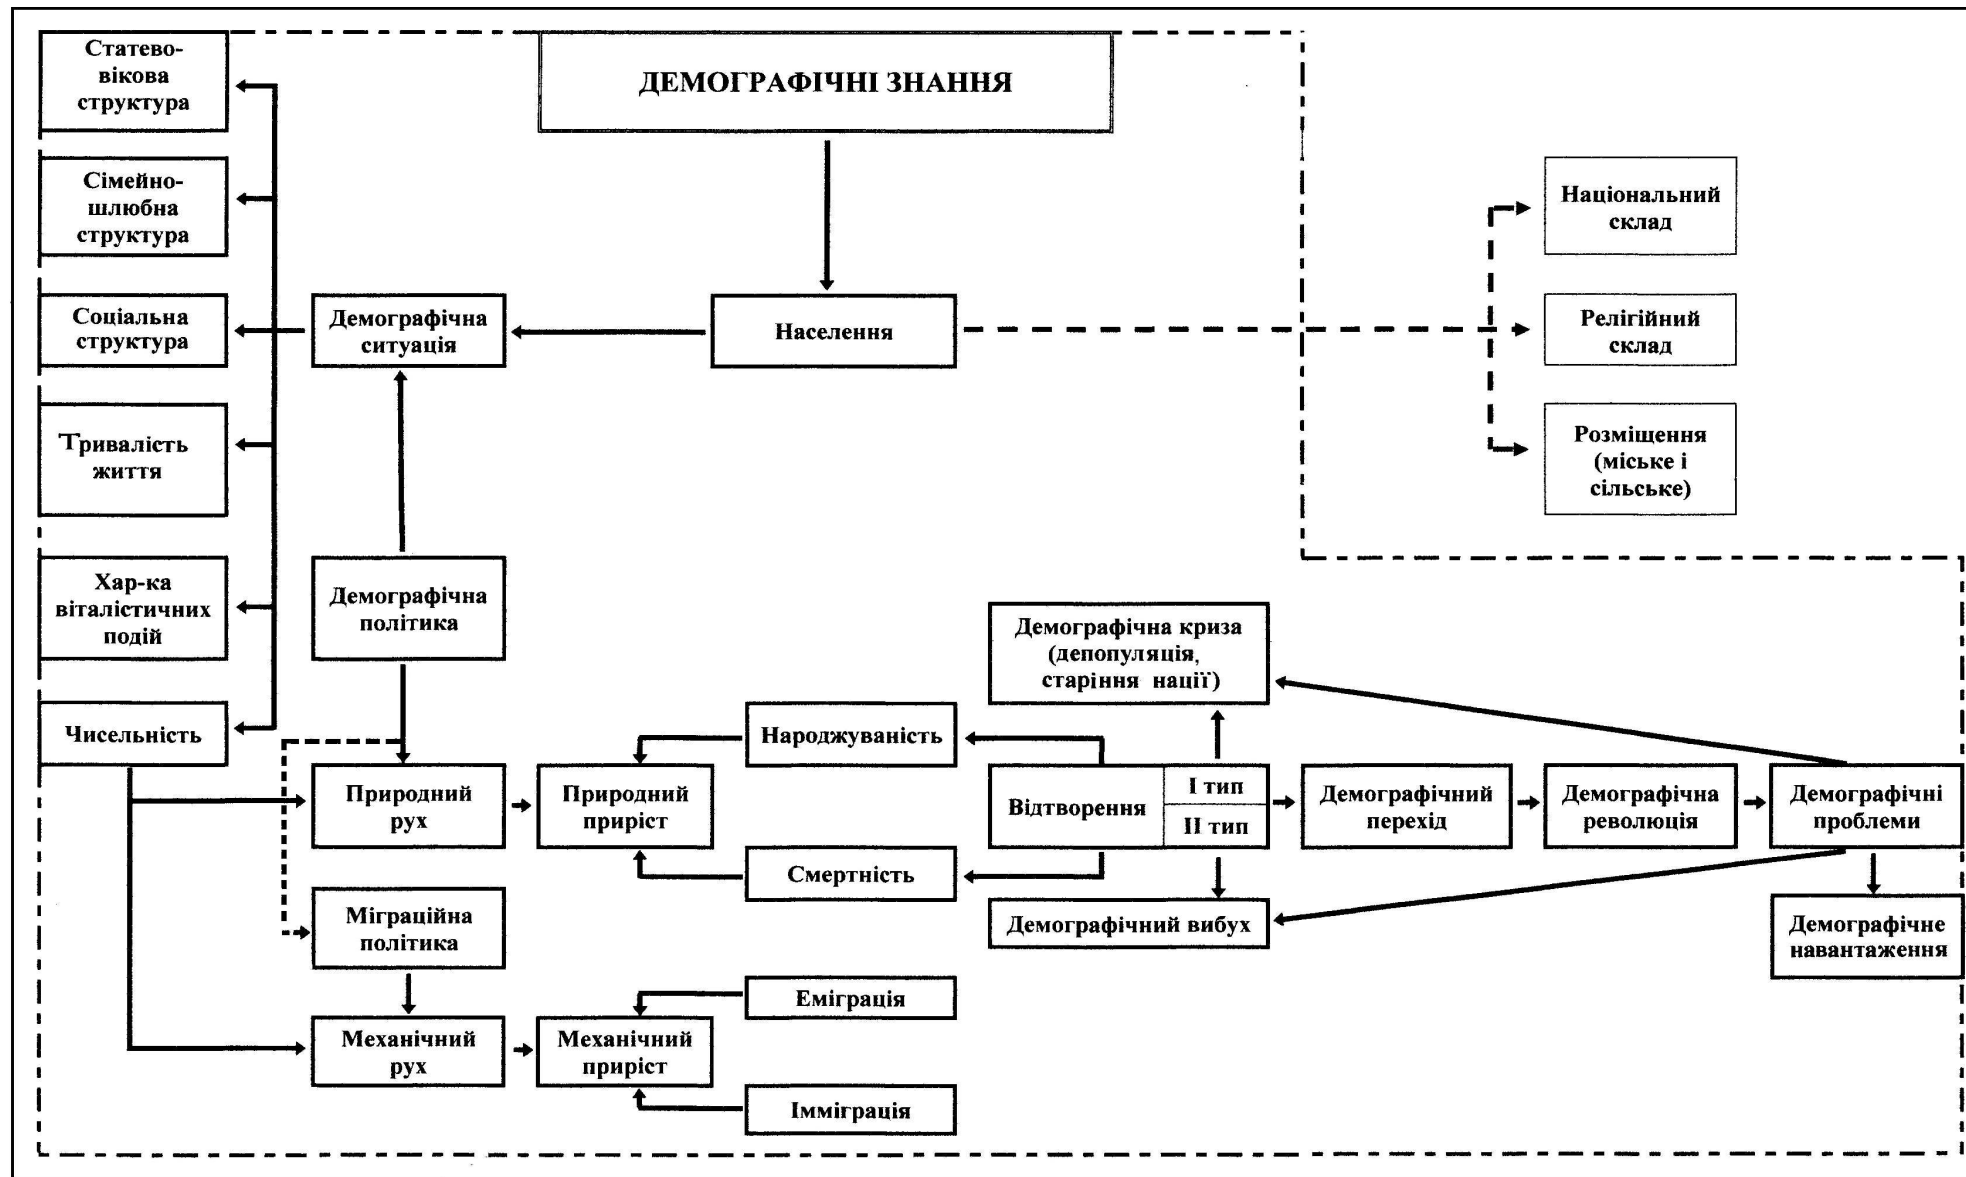 Статево-
вікова
структура
ДЕМОГРАФІЧНІ ЗНАННЯ
Сімейно-
шлюбна
структура
Національний
склад
Соціальна
структура
Демографічна
ситуація
Населення
Релігійний
склад
Тривалість
життя
Розміщення
(міське і
сільське)
Хар-ка
віталістичних
подій
Демографічна
політика
Демографічна криза
(депопуляція,
старіння нації)
Чисельність
Народжуваність
Природний
рух
Природний
приріст
Відтворення
І тип
ІІ тип
Демографічний
перехід
Демографічна
революція
Демографічні
проблеми
Смертність
Міграційна
політика
Демографічний вибух
Демографічне
навантаження
Еміграція
Механічний
рух
Механічний
приріст
Імміграція